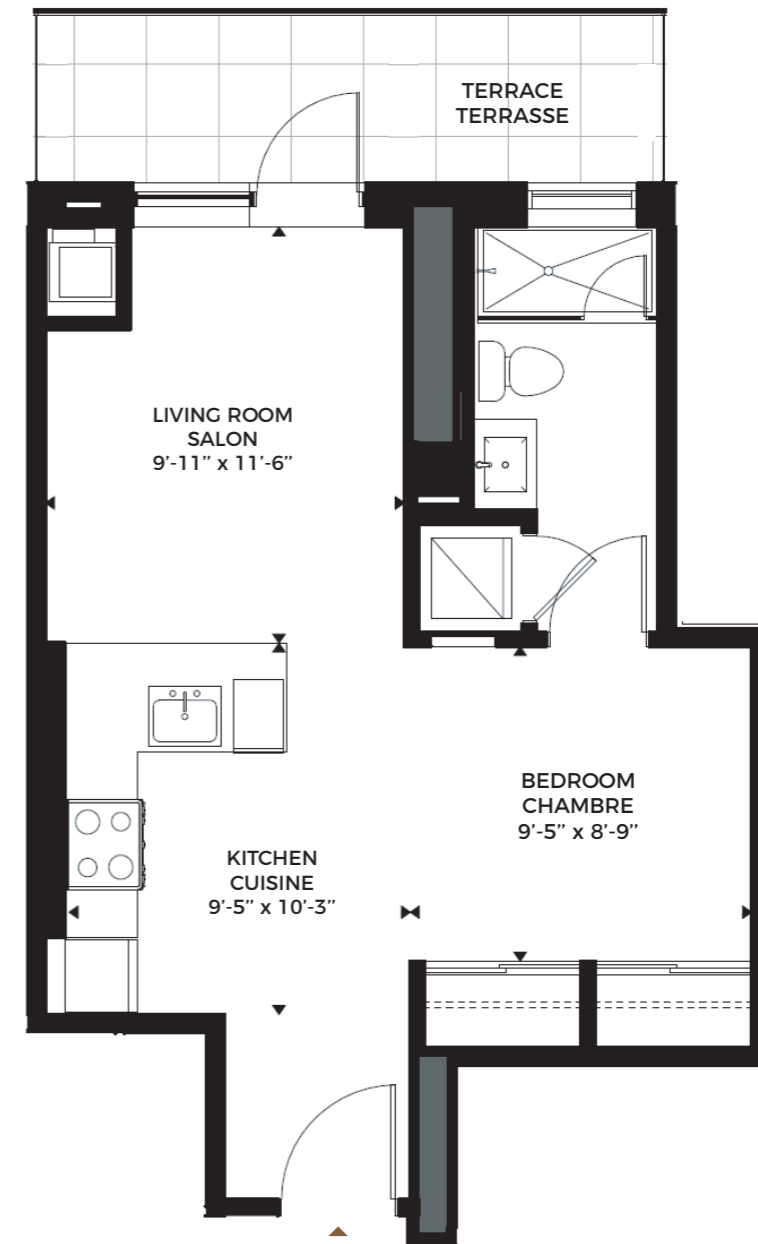 TERRACE
TERRASSE
LIVING ROOM
SALON
9’-11” x 11’-6”
BEDROOM
CHAMBRE
9’-5” x 8’-9”
KITCHEN
CUISINE
9’-5” x 10’-3”